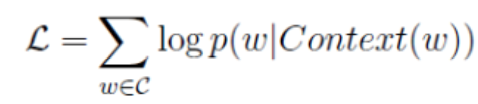 ℒ = ∑ log p(w|Context(w))
w∈𝒞